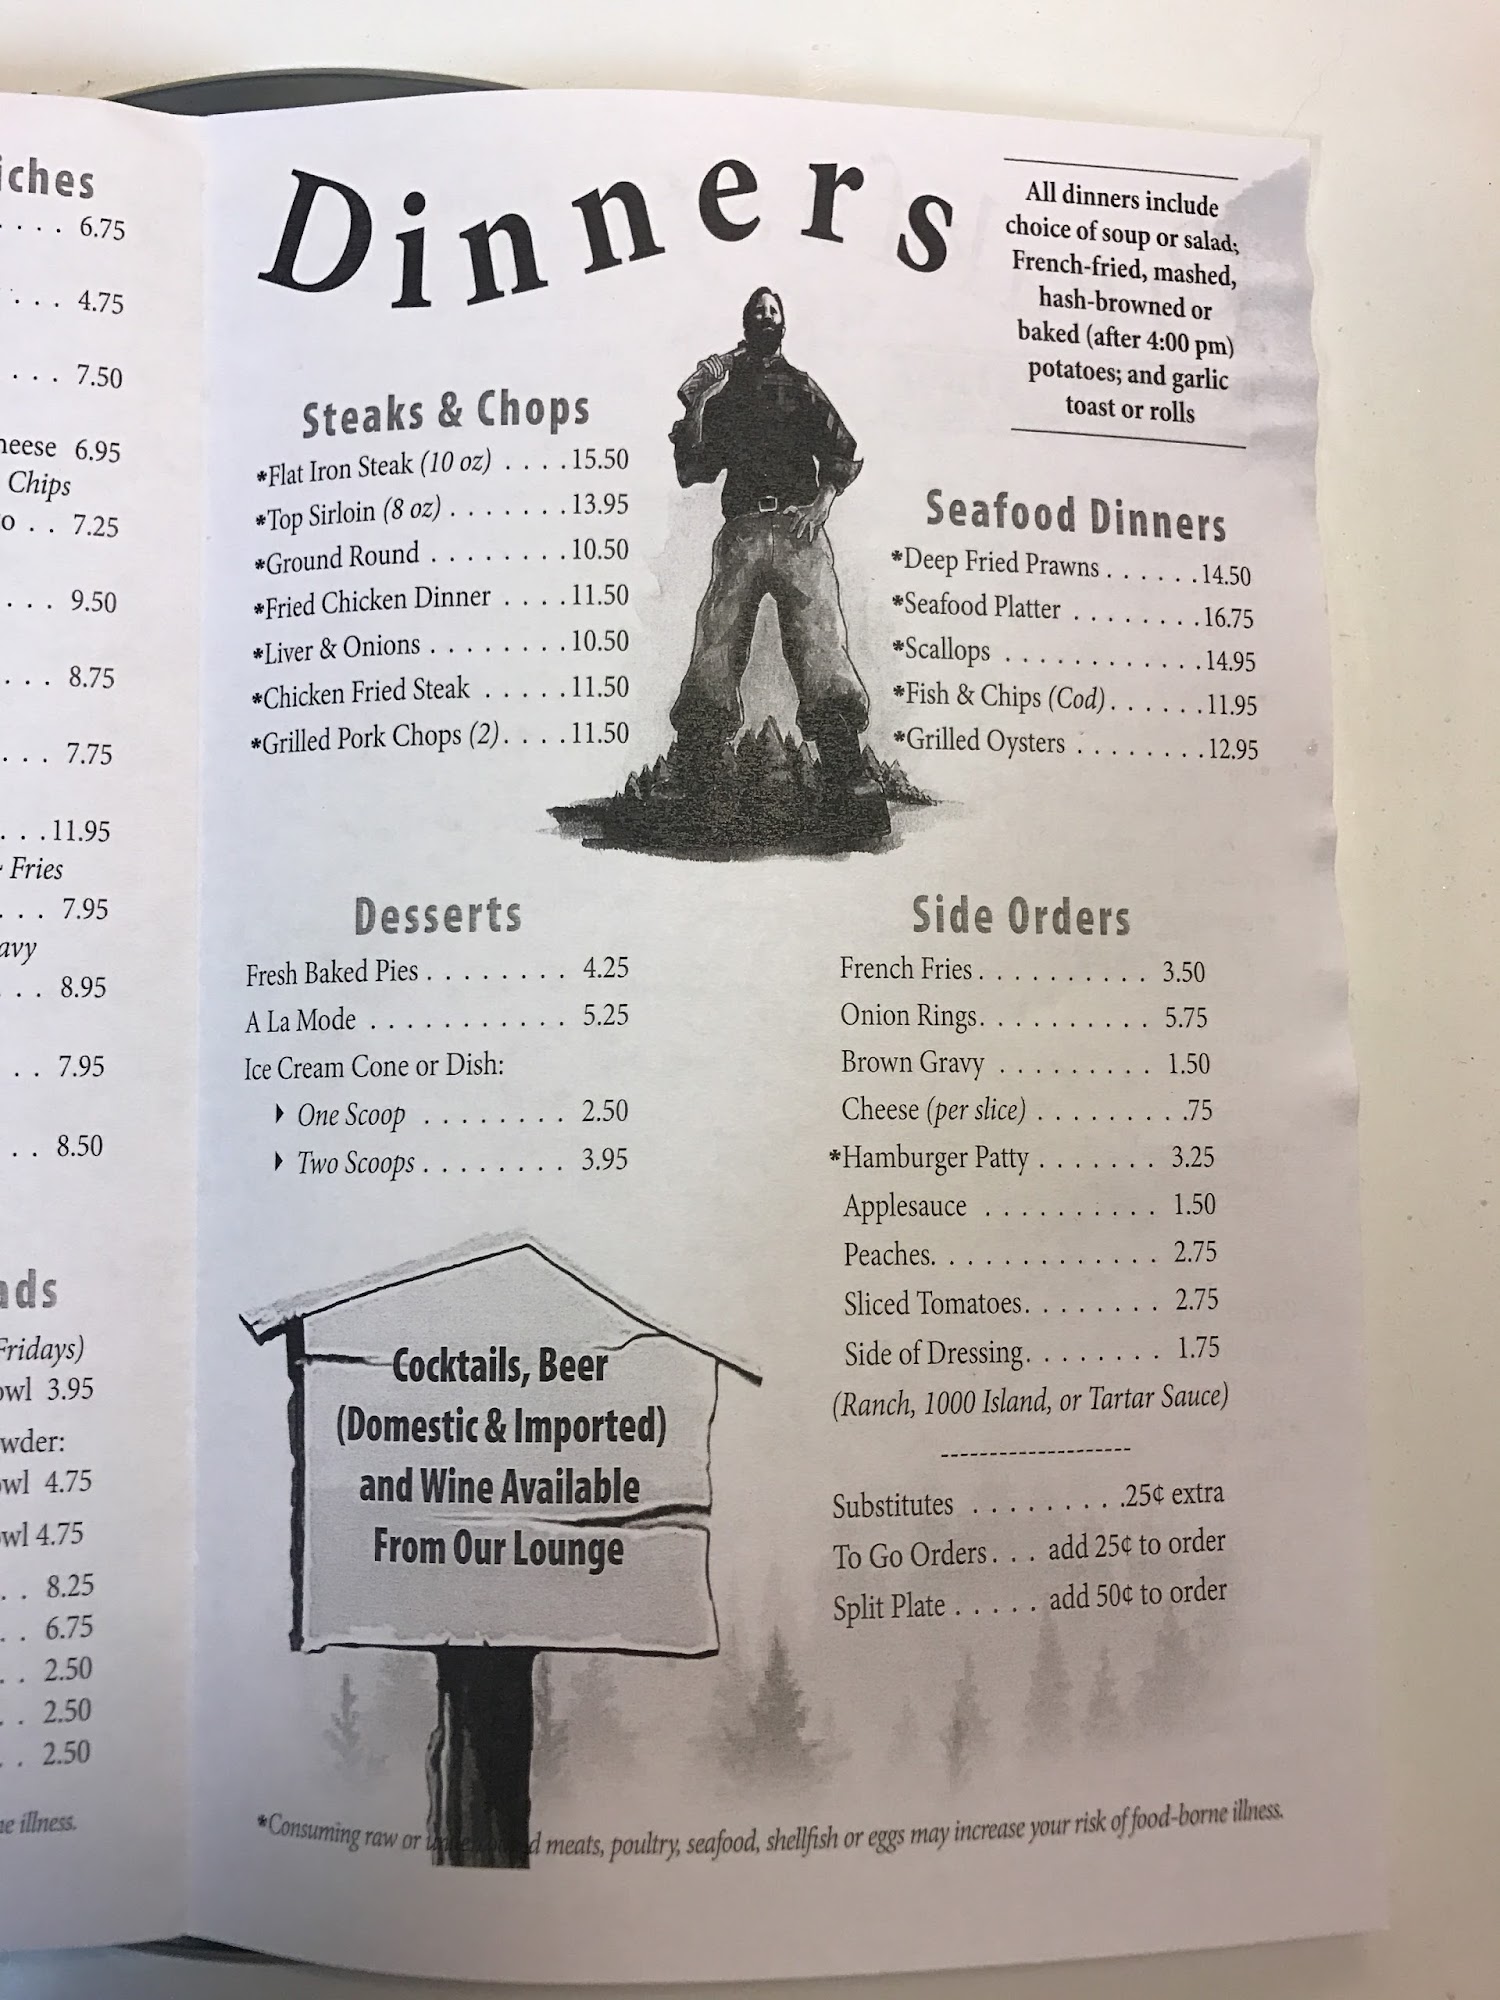 iches
. . . . 6.75
. . . 4.75
. . . 7.50
heese 6.95
Chips
o . . 7.25
. . . 9.50
. . . 8.75
. . . 7.75
. . . 11.95
Fries
. . . 7.95
avy
. . 8.95
. . 7.95
. . 8.50
ads
Fridays)
owl 3.95
wder:
owl 4.75
owl 4.75
. . 8.25
. . 6.75
. . 2.50
. . 2.50
. . 2.50
ne illness.
Dinners
All dinners include
choice of soup or salad;
French-fried, mashed,
hash-browned or
baked (after 4:00 pm)
potatoes; and garlic
toast or rolls
Steaks & Chops
*Flat Iron Steak (10 oz) . . . .15.50
*Top Sirloin (8 oz) . . . . . . .13.95
*Ground Round . . . . . . . .10.50
*Fried Chicken Dinner . . . .11.50
*Liver & Onions . . . . . . . .10.50
*Chicken Fried Steak . . . . .11.50
*Grilled Pork Chops (2). . . .11.50
Seafood Dinners
*Deep Fried Prawns . . . . . .14.50
*Seafood Platter . . . . . . . .16.75
*Scallops . . . . . . . . . . . .14.95
*Fish & Chips (Cod). . . . . .11.95
*Grilled Oysters . . . . . . . .12.95
Desserts
Fresh Baked Pies . . . . . . . . 4.25
A La Mode . . . . . . . . . . . 5.25
Ice Cream Cone or Dish:
One Scoop . . . . . . . . 2.50
Two Scoops . . . . . . . . 3.95
Side Orders
French Fries . . . . . . . . . . 3.50
Onion Rings. . . . . . . . . . 5.75
Brown Gravy . . . . . . . . . 1.50
Cheese (per slice) . . . . . . . . .75
*Hamburger Patty . . . . . . . 3.25
Applesauce . . . . . . . . . . 1.50
Peaches. . . . . . . . . . . . . 2.75
Sliced Tomatoes. . . . . . . . 2.75
Side of Dressing. . . . . . . . 1.75
(Ranch, 1000 Island, or Tartar Sauce)
--------------------
Substitutes . . . . . . . . .25¢ extra
To Go Orders. . . add 25¢ to order
Split Plate . . . . . add 50¢ to order
Cocktails, Beer
(Domestic & Imported)
and Wine Available
From Our Lounge
*Consuming raw or meats, poultry, seafood, shellfish or eggs may increase your risk of food-borne illness.